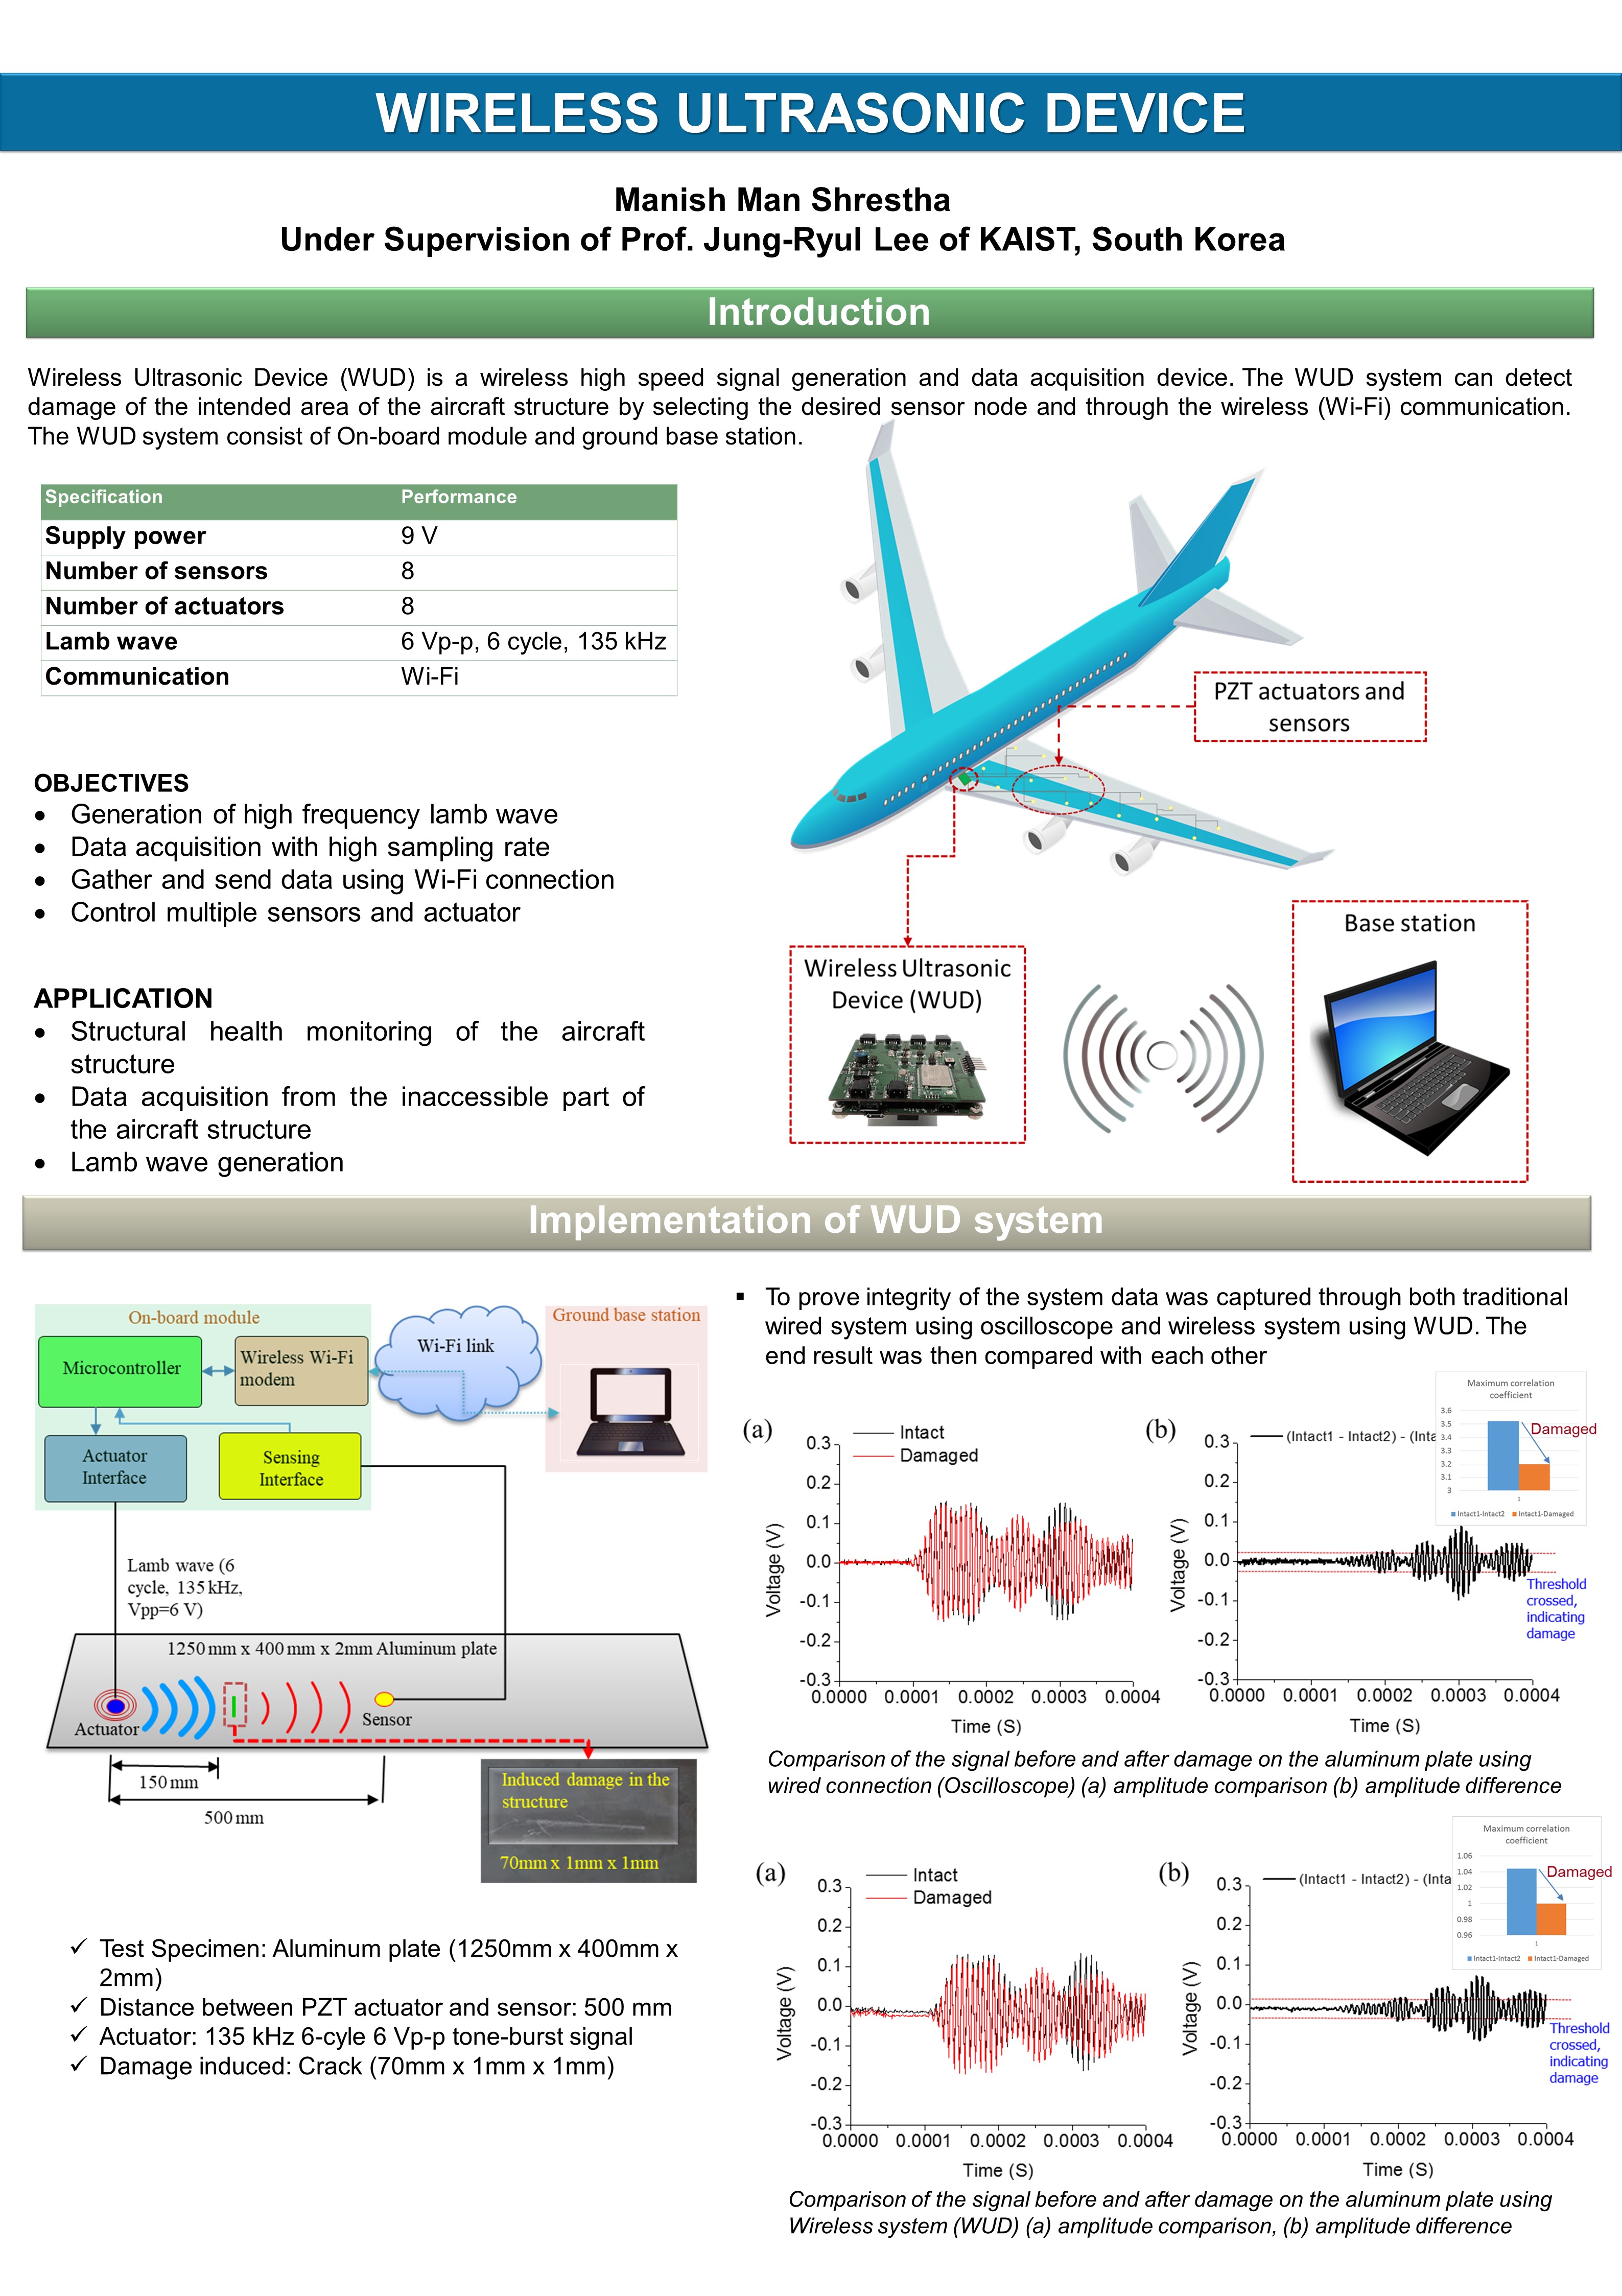 WIRELESS ULTRASONIC DEVICE
Manish Man Shrestha
Under Supervision of Prof. Jung-Ryul Lee of KAIST, South Korea
Introduction
Wireless Ultrasonic Device (WUD) is a wireless high speed signal generation and data acquisition device. The WUD system can detect
damage of the intended area of the aircraft structure by selecting the desired sensor node and through the wireless (Wi-Fi) communication.
The WUD system consist of On-board module and ground base station.
Specification Performance
Supply power 9 V
Number of sensors 8
Number of actuators 8
Lamb wave 6 Vp-p, 6 cycle, 135 kHz
Communication Wi-Fi
OBJECTIVES
• Generation of high frequency lamb wave
• Data acquisition with high sampling rate
• Gather and send data using Wi-Fi connection
• Control multiple sensors and actuator
APPLICATION
• Structural health monitoring of the aircraft
structure
• Data acquisition from the inaccessible part of
the aircraft structure
• Lamb wave generation
PZT actuators and
sensors
Wireless Ultrasonic
Device (WUD)
Base station
Implementation of WUD system
On-board module
Microcontroller
Wireless Wi-Fi
modem
Actuator
Interface
Sensing
Interface
Wi-Fi link
Ground base station
Lamb wave (6
cycle, 135 kHz,
Vpp=6 V)
1250 mm x 400 mm x 2mm Aluminum plate
Actuator
Sensor
150 mm
500 mm
Induced damage in the
structure
70mm x 1mm x 1mm
✓ Test Specimen: Aluminum plate (1250mm x 400mm x
2mm)
✓ Distance between PZT actuator and sensor: 500 mm
✓ Actuator: 135 kHz 6-cyle 6 Vp-p tone-burst signal
✓ Damage induced: Crack (70mm x 1mm x 1mm)
▪ To prove integrity of the system data was captured through both traditional
wired system using oscilloscope and wireless system using WUD. The
end result was then compared with each other
(a)
Intact
Damaged
0.3
0.2
0.1
0.0
-0.1
-0.2
-0.3
0.0000 0.0001 0.0002 0.0003 0.0004
Voltage (V)
Time (S)
(b)
(Intact1 - Intact2) - (Inta
0.3
0.2
0.1
0.0
-0.1
-0.2
-0.3
0.0000 0.0001 0.0002 0.0003 0.0004
Voltage (V)
Time (S)
Maximum correlation
coefficient
3.6
3.5
3.4
3.3
3.2
3.1
3
1
Damaged
Intact1-Intact2 Intact1-Damaged
Threshold
crossed,
indicating
damage
Comparison of the signal before and after damage on the aluminum plate using
wired connection (Oscilloscope) (a) amplitude comparison (b) amplitude difference
(a)
Intact
Damaged
0.3
0.2
0.1
0.0
-0.1
-0.2
-0.3
0.0000 0.0001 0.0002 0.0003 0.0004
Voltage (V)
Time (S)
(b)
(Intact1 - Intact2) - (Inta
0.3
0.2
0.1
0.0
-0.1
-0.2
-0.3
0.0000 0.0001 0.0002 0.0003 0.0004
Voltage (V)
Time (S)
Maximum correlation
coefficient
1.06
1.04
1.02
1
0.98
0.96
1
Damaged
Intact1-Intact2 Intact1-Damaged
Threshold
crossed,
indicating
damage
Comparison of the signal before and after damage on the aluminum plate using
Wireless system (WUD) (a) amplitude comparison, (b) amplitude difference